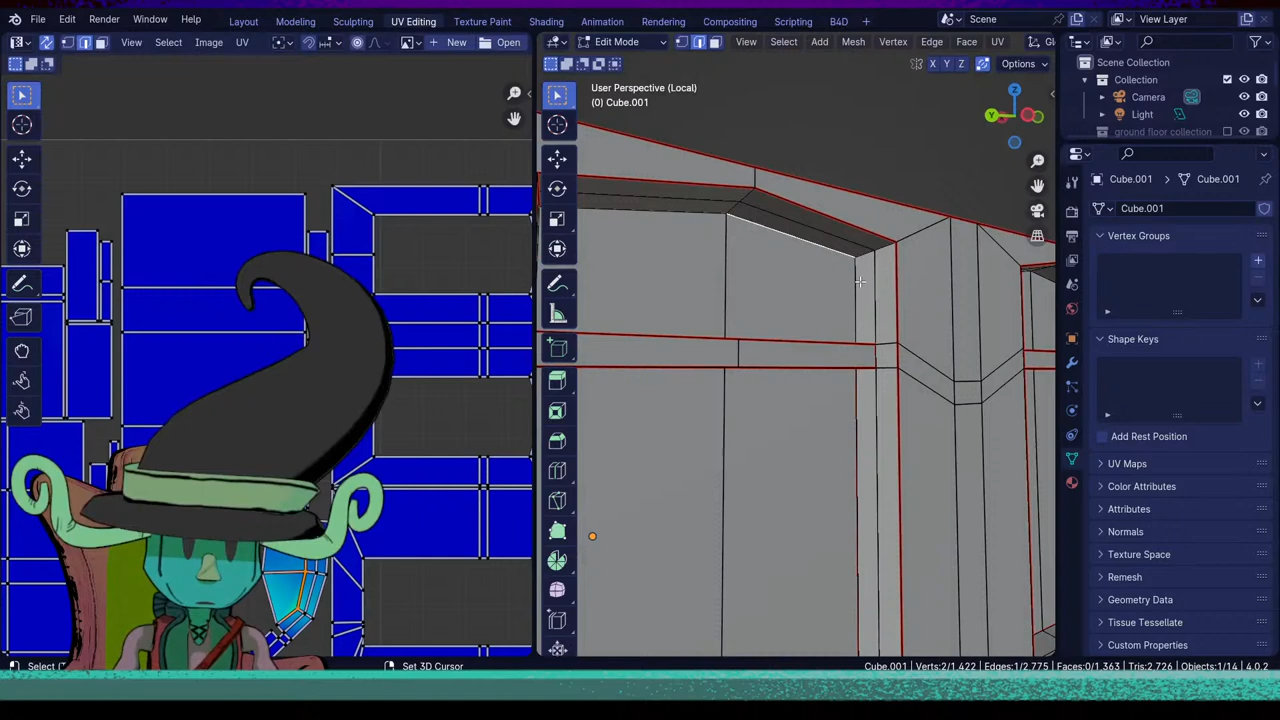 File Edit Render Window Help Layout Modeling Sculpting UV Editing Texture Paint Shading Animation Rendering Compositing Scripting B4D + Scene View Layer
View Select Image UV New Open
Edit Mode View Select Add Mesh Vertex Edge Face UV
X Y Z Options
User Perspective (Local)
(0) Cube.001
Scene Collection
Collection
Camera
Light
ground floor collection
Cube.001 Cube.001
Cube.001
Vertex Groups
Shape Keys
Add Rest Position
UV Maps
Color Attributes
Attributes
Normals
Texture Space
Remesh
Geometry Data
Tissue Tessellate
Custom Properties
Select
Set 3D Cursor
Cube.001 | Verts:2/1,422 | Edges:1/2,775 | Faces:0/1,363 | Tris:2,726 | Objects:1/14 | 4.0.2